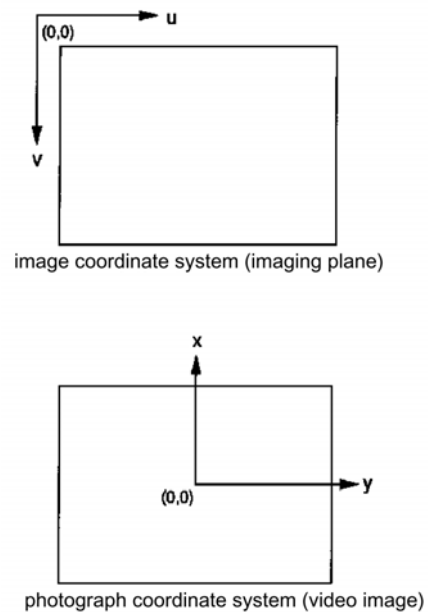 u
(0,0)
v
image coordinate system (imaging plane)
x
y
(0,0)
photograph coordinate system (video image)